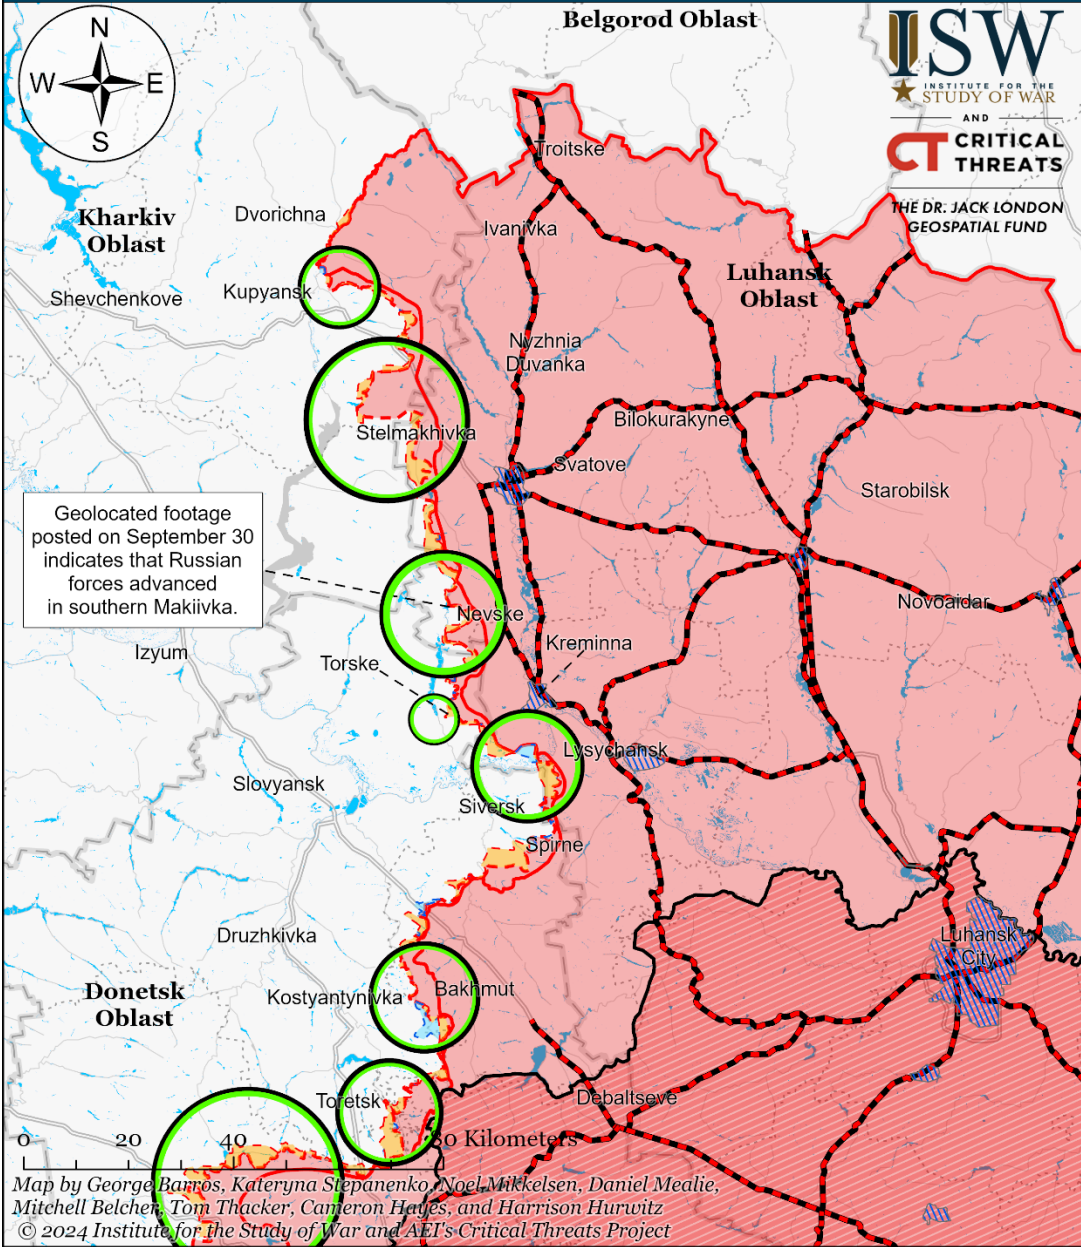 Belgorod Oblast
N
W
E
S
ISW
INSTITUTE FOR THE
STUDY OF WAR
AND
CT CRITICAL
THREATS
THE DR. JACK LONDON
GEOSPATIAL FUND
Troitske
Dvorichna
Kharkiv
Oblast
Ivanivka
Luhansk
Oblast
Shevchenkove
Kupyansk
Nyzhnia
Duvanka
Bilokurakyne
Stelmakhivka
Svatove
Starobilsk
Geolocated footage
posted on September 30
indicates that Russian
forces advanced
in southern Makiivka.
Novoaidar
Nevske
Kreminna
Izyum
Torske
Lysychansk
Slovyansk
Siversk
Spirne
Druzhkivka
Luhansk
City
Bakhmut
Kostyantynivka
Donetsk
Oblast
Debaltseve
Toretsk
0 20 40 80 Kilometers
Map by George Barros, Kateryna Stepanenko, Noel Mikkelsen, Daniel Mealie,
Mitchell Belcher, Tom Thacker, Cameron Hayes, and Harrison Hurwitz
© 2024 Institute for the Study of War and AEI's Critical Threats Project